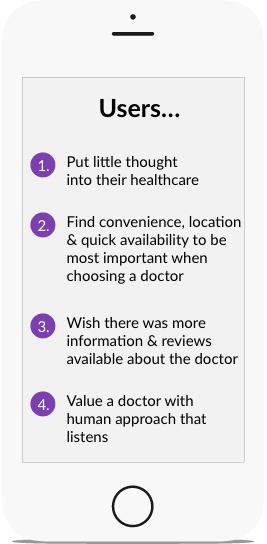 Users...
1. Put little thought
into their healthcare
2. Find convenience, location
& quick availability to be
most important when
choosing a doctor
3. Wish there was more
information & reviews
available about the doctor
4. Value a doctor with
human approach that
listens